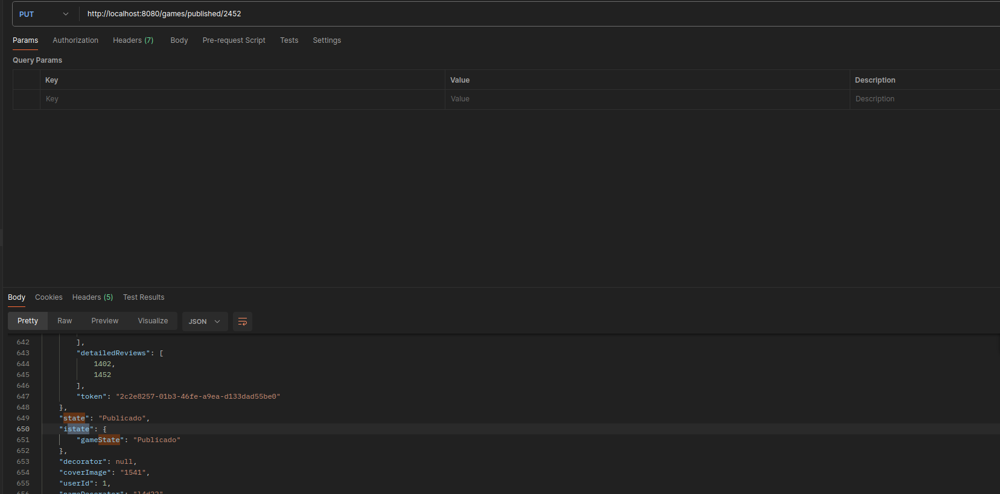 PUT http://localhost:8080/games/published/2452
Params Authorization Headers (7) Body Pre-request Script Tests Settings
Query Params
Key Value Description
Key Value Description
Body Cookies Headers (5) Test Results
Pretty Raw Preview Visualize JSON
642 ],
643 "detailedReviews": [
644 1402,
645 1452
646 ],
647 "token": "2c2e8257-01b3-46fe-a9ea-d133dad55be0"
648 },
649 "state": "Publicado",
650 "istate": {
651 "gameState": "Publicado"
652 },
653 "decorator": null,
654 "coverImage": "1541",
655 "userId": 1,
656 "nameDecorator": "l4d22"